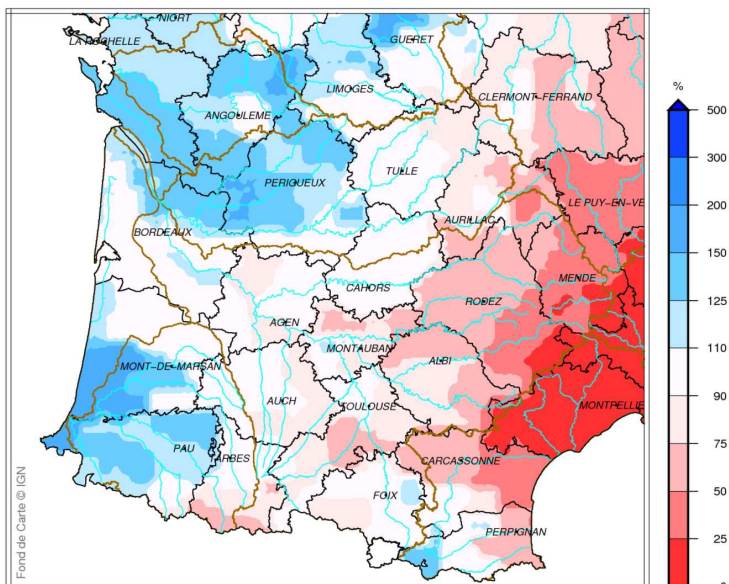 NIORT
LA ROCHELLE
GUERET
%
LIMOGES
CLERMONT-FERRAND
500
ANGOULEME
300
TULLE
PERIGUEUX
200
LE PUY-EN-VE
AURILLAC
BORDEAUX
150
MENDE
CAHORS
RODEZ
125
AGEN
MONTAUBAN
110
ALBI
MONT-DE-MARSAN
90
AUCH
TOULOUSE
MONTPELLIE
75
PAU
TARBES
CARCASSONNE
50
FOIX
PERPIGNAN
25
Fond de Carte © IGN